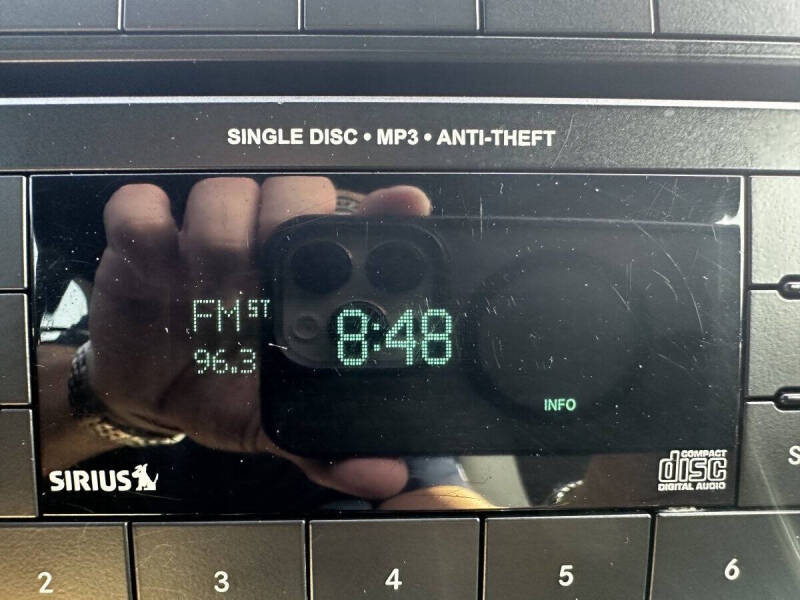 SINGLE DISC • MP3 • ANTI-THEFT
FM ST
8:48
96.3
INFO
SIRIUS
COMPACT
disc
DIGITAL AUDIO
S
2 3 4 5 6